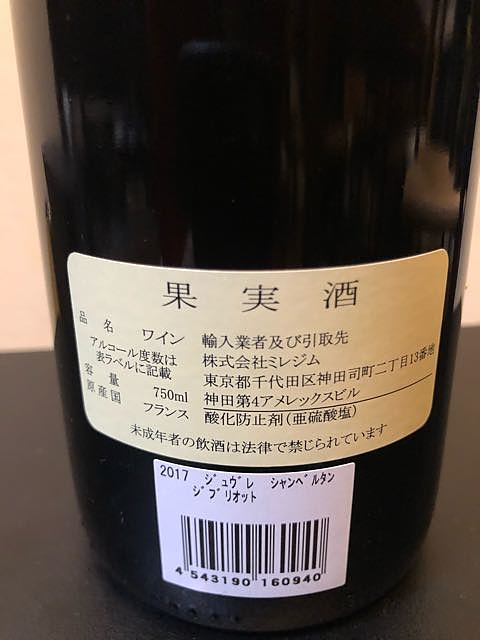 果実酒
品名 ワイン
アルコール度数は
表ラベルに記載
容量 750ml
原産国 フランス
輸入業者及び引取先
株式会社ミレジム
東京都千代田区神田司町二丁目13番地
神田第4アメレックスビル
酸化防止剤(亜硫酸塩)
未成年者の飲酒は法律で禁じられています
2017 ジュヴレ シャンベルタン
ジブリオット
4 543190 160940